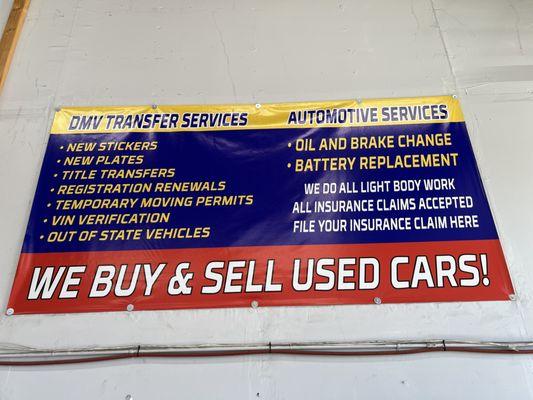 DMV TRANSFER SERVICES
• NEW STICKERS
• NEW PLATES
• TITLE TRANSFERS
• REGISTRATION RENEWALS
• TEMPORARY MOVING PERMITS
• VIN VERIFICATION
• OUT OF STATE VEHICLES
AUTOMOTIVE SERVICES
• OIL AND BRAKE CHANGE
• BATTERY REPLACEMENT
WE DO ALL LIGHT BODY WORK
ALL INSURANCE CLAIMS ACCEPTED
FILE YOUR INSURANCE CLAIM HERE
WE BUY & SELL USED CARS!